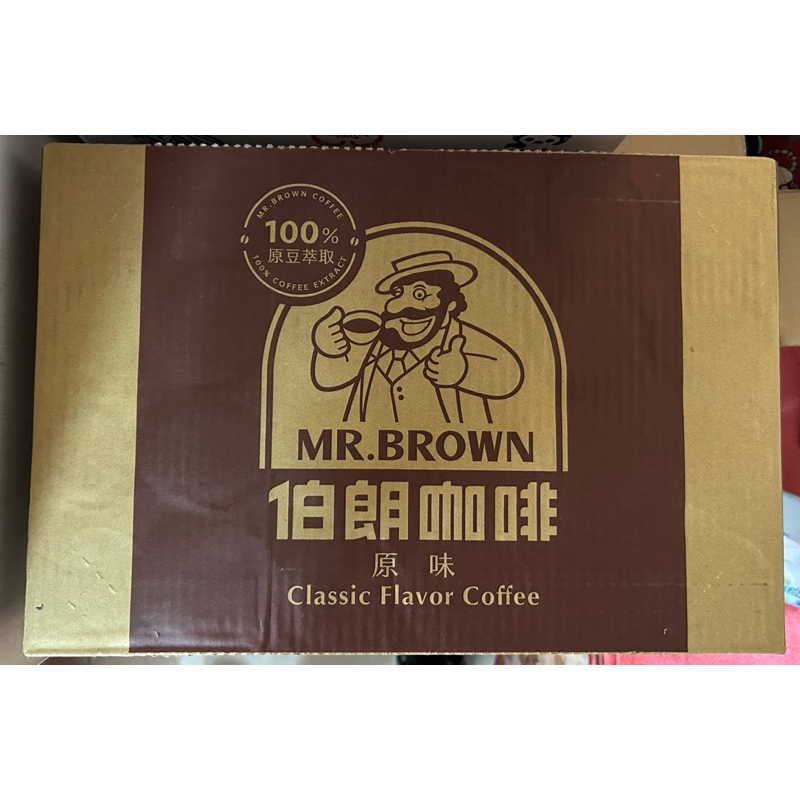 MR.BROWN COFFEE
100%
原豆萃取
100% COFFEE EXTRACT
MR.BROWN
伯朗咖啡
原味
Classic Flavor Coffee